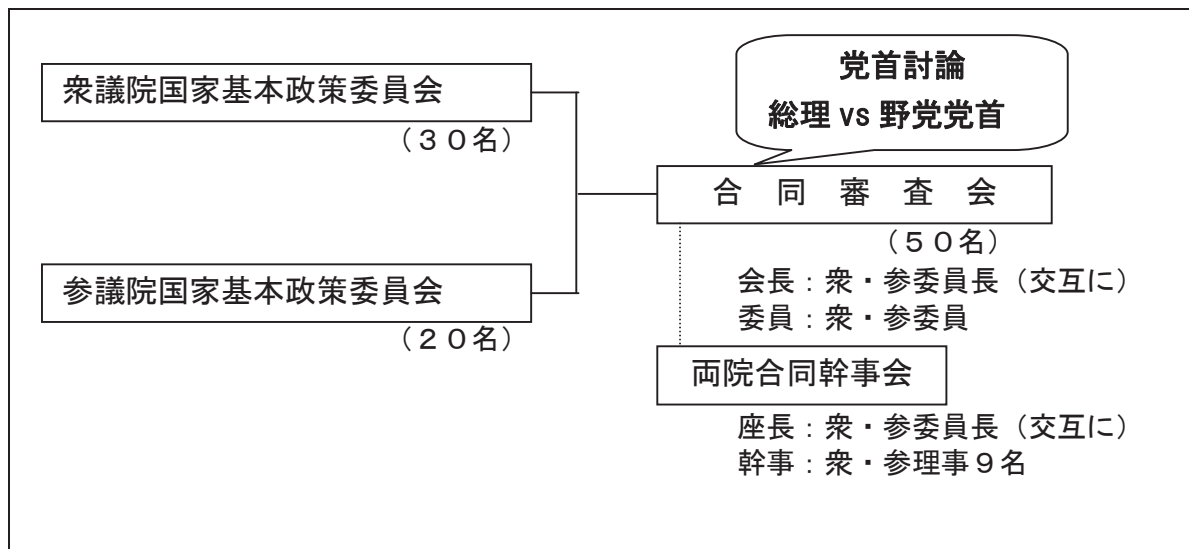 衆議院国家基本政策委員会
（３０名）
参議院国家基本政策委員会
（２０名）
党首討論
総理 vs 野党党首
合　同　審　査　会
（５０名）
会長：衆・参委員長（交互に）
委員：衆・参委員
両院合同幹事会
座長：衆・参委員長（交互に）
幹事：衆・参理事９名